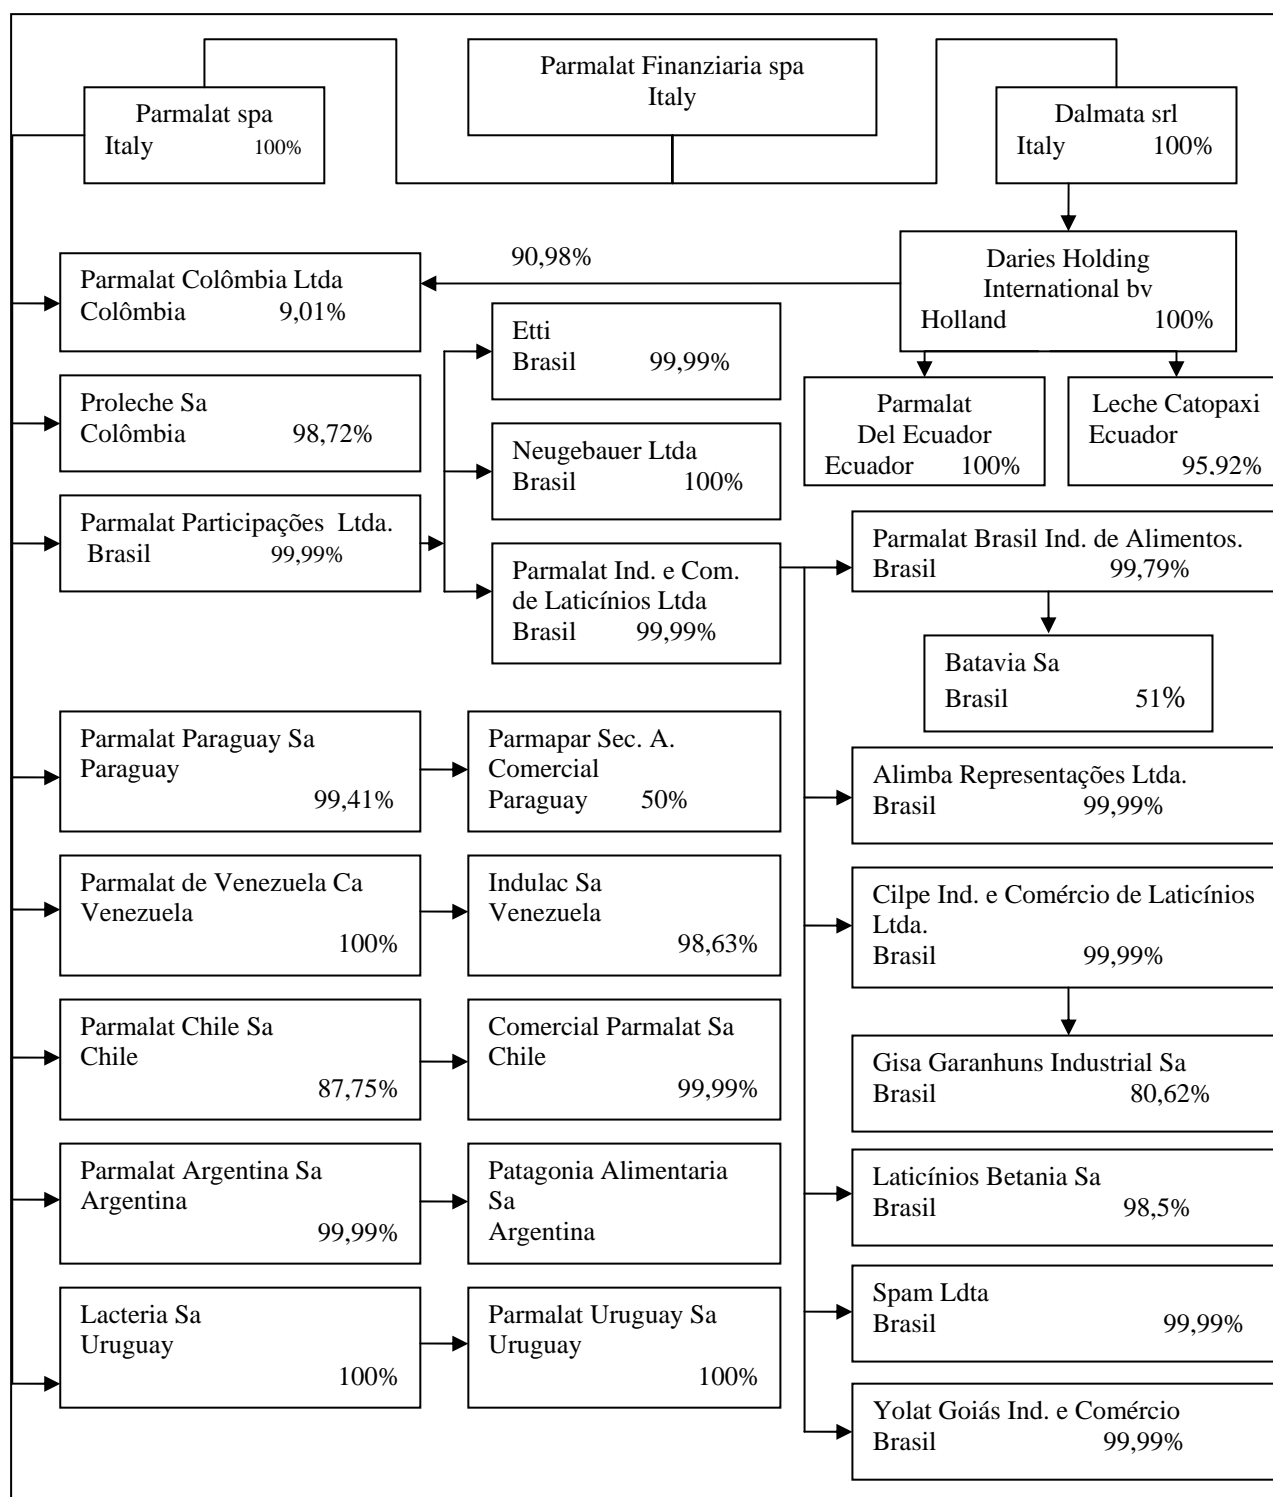 Parmalat Finanziaria spa
Italy
Parmalat spa
Italy 100%
Dalmata srl
Italy 100%
90,98%
Daries Holding
International bv
Holland 100%
Parmalat Colômbia Ltda
Colômbia 9,01%
Etti
Brasil 99,99%
Parmalat
Del Ecuador
Ecuador 100%
Leche Catopaxi
Ecuador
95,92%
Proleche Sa
Colômbia 98,72%
Neugebauer Ltda
Brasil 100%
Parmalat Participações Ltda.
Brasil 99,99%
Parmalat Ind. e Com.
de Laticínios Ltda
Brasil 99,99%
Parmalat Brasil Ind. de Alimentos.
Brasil 99,79%
Batavia Sa
Brasil 51%
Parmalat Paraguay Sa
Paraguay
99,41%
Parmapar Sec. A.
Comercial
Paraguay 50%
Alimba Representações Ltda.
Brasil 99,99%
Parmalat de Venezuela Ca
Venezuela
100%
Indulac Sa
Venezuela
98,63%
Cilpe Ind. e Comércio de Laticínios
Ltda.
Brasil 99,99%
Parmalat Chile Sa
Chile
87,75%
Comercial Parmalat Sa
Chile
99,99%
Gisa Garanhuns Industrial Sa
Brasil 80,62%
Parmalat Argentina Sa
Argentina
99,99%
Patagonia Alimentaria
Sa
Argentina
Laticínios Betania Sa
Brasil 98,5%
Lacteria Sa
Uruguay
100%
Parmalat Uruguay Sa
Uruguay
100%
Spam Ldta
Brasil 99,99%
Yolat Goiás Ind. e Comércio
Brasil 99,99%